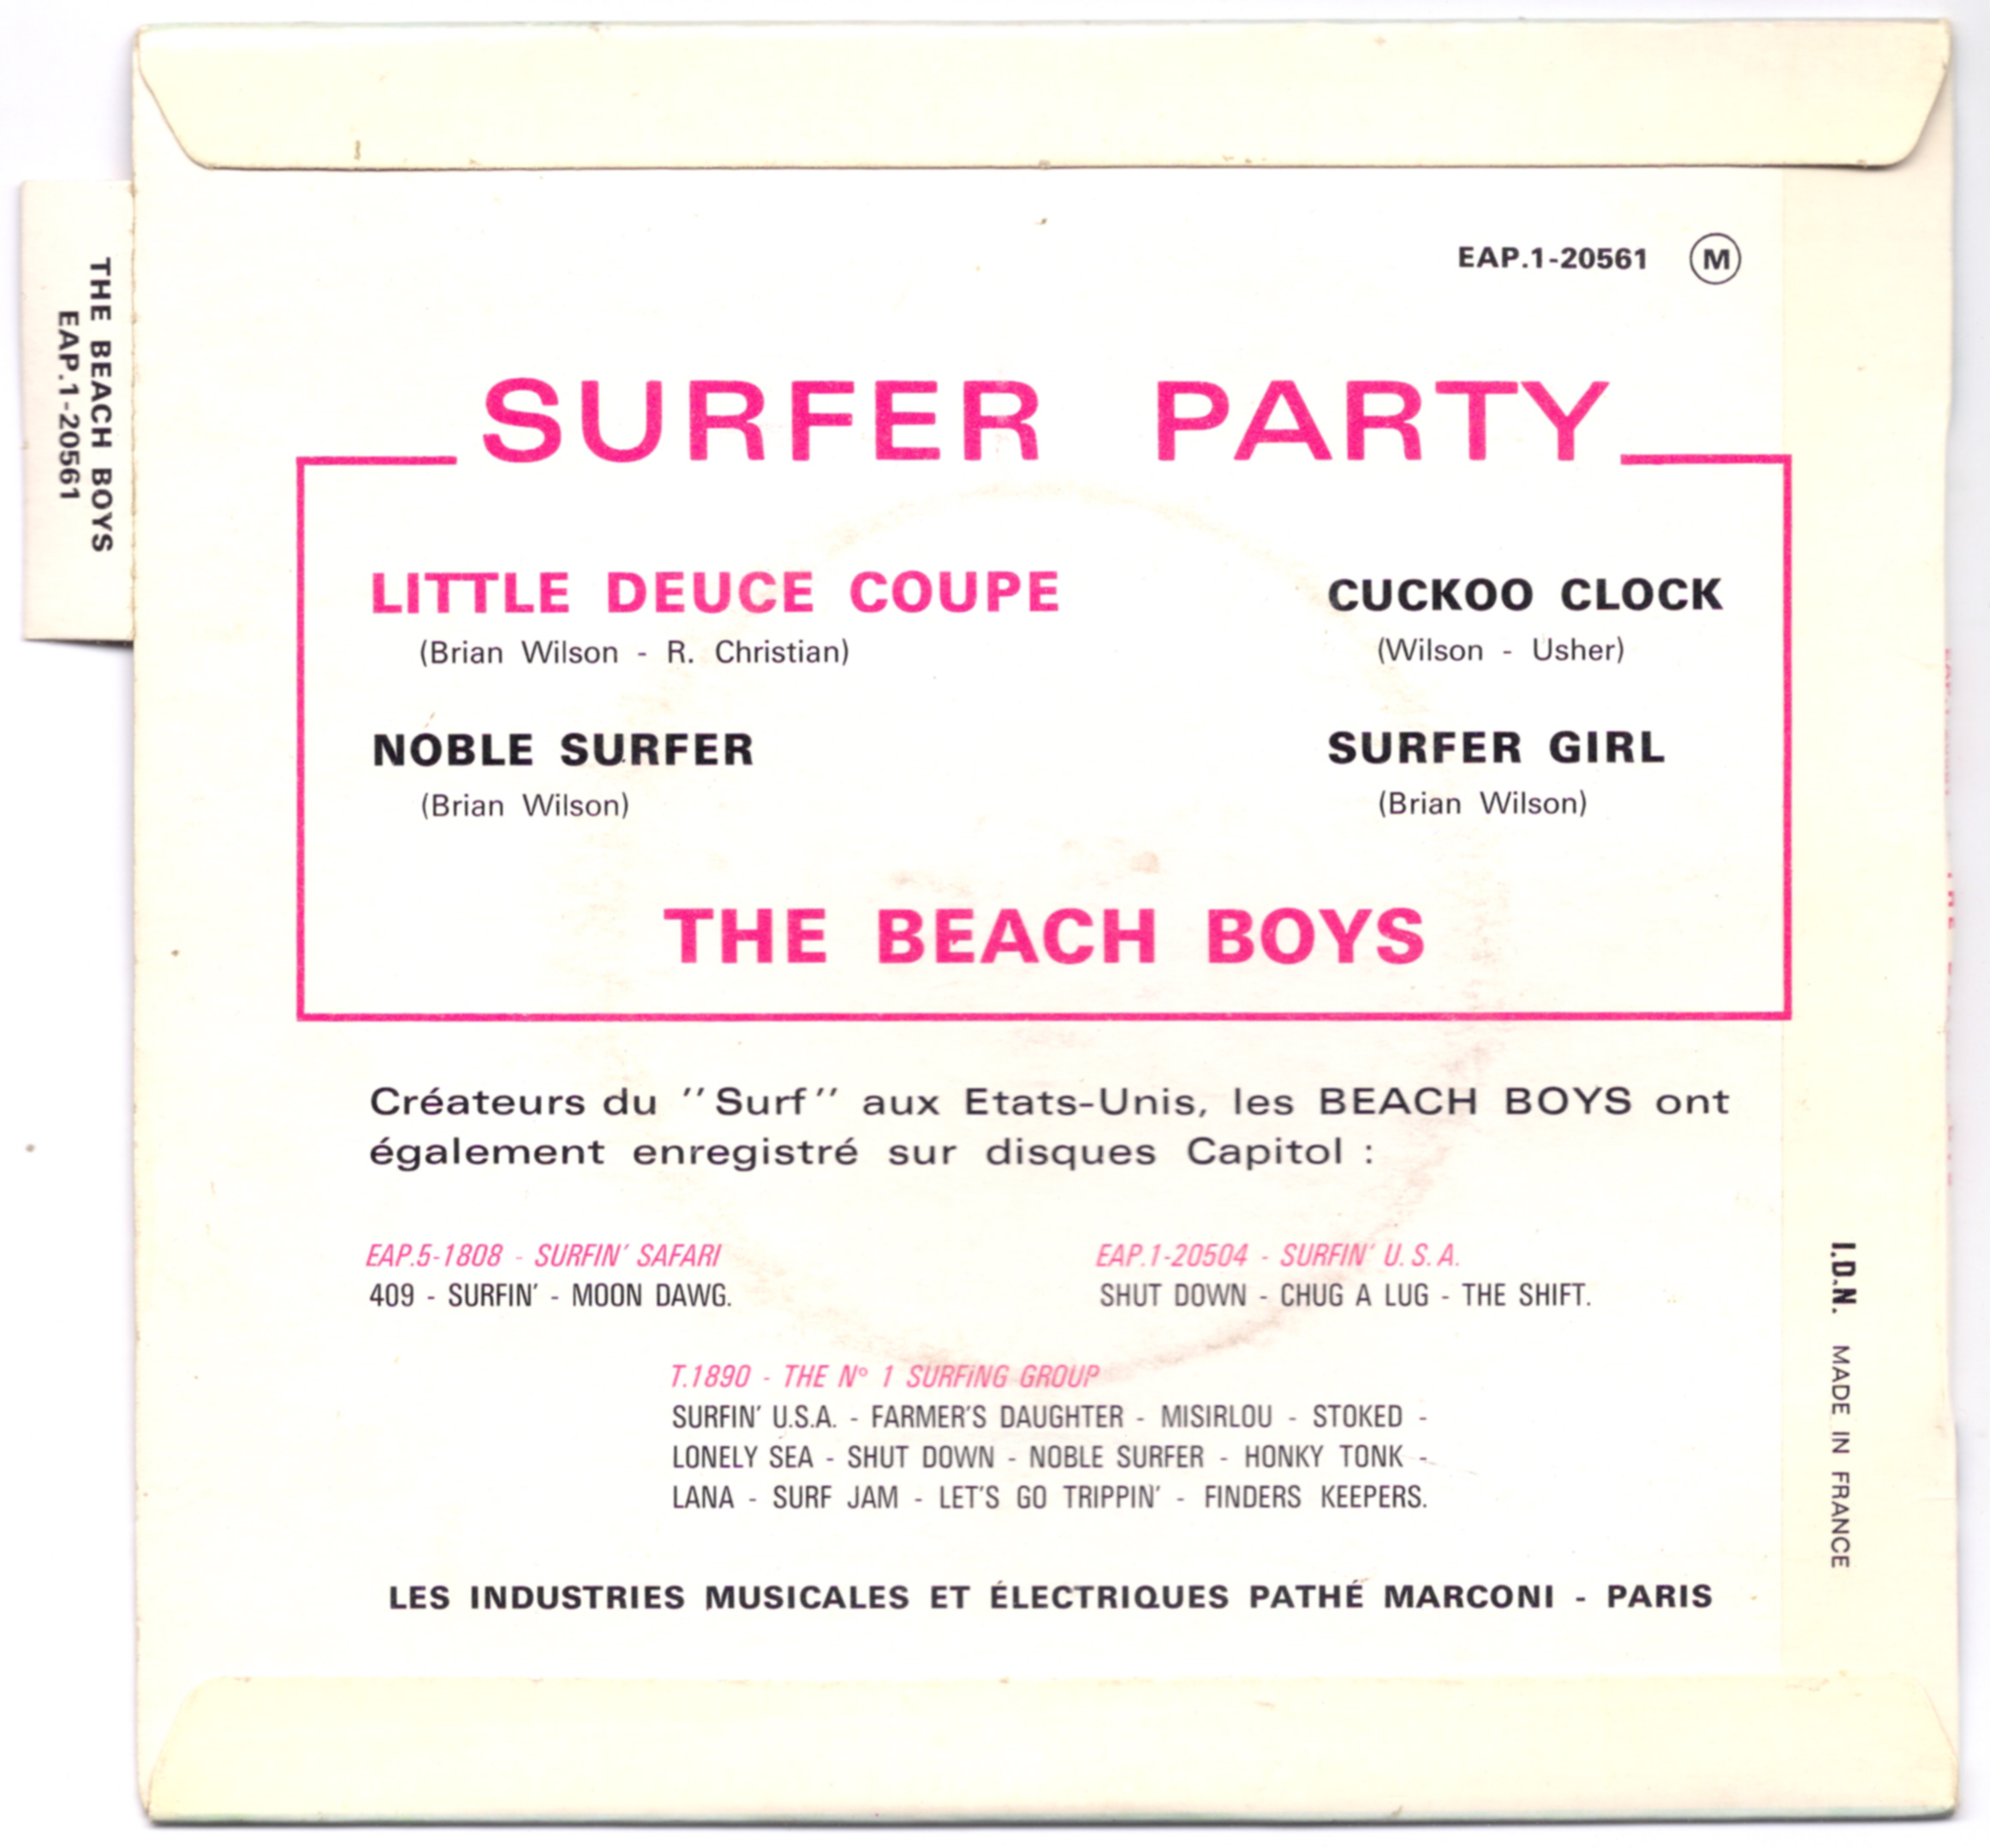 EAP.1-20561 M
THE BEACH BOYS
EAP.1-20561
SURFER PARTY
LITTLE DEUCE COUPE
(Brian Wilson - R. Christian)
NOBLE SURFER
(Brian Wilson)
CUCKOO CLOCK
(Wilson - Usher)
SURFER GIRL
(Brian Wilson)
THE BEACH BOYS
Créateurs du "Surf" aux Etats-Unis, les BEACH BOYS ont
également enregistré sur disques Capitol :
EAP.5-1808 - SURFIN' SAFARI
409 - SURFIN' - MOON DAWG.
EAP.1-20504 - SURFIN' U.S.A.
SHUT DOWN - CHUG A LUG - THE SHIFT.
T.1890 - THE N° 1 SURFiNG GROUP
SURFIN' U.S.A. - FARMER'S DAUGHTER - MISIRLOU - STOKED -
LONELY SEA - SHUT DOWN - NOBLE SURFER - HONKY TONK -
LANA - SURF JAM - LET'S GO TRIPPIN' - FINDERS KEEPERS.
LES INDUSTRIES MUSICALES ET ÉLECTRIQUES PATHÉ MARCONI - PARIS
I.D.N. MADE IN FRANCE